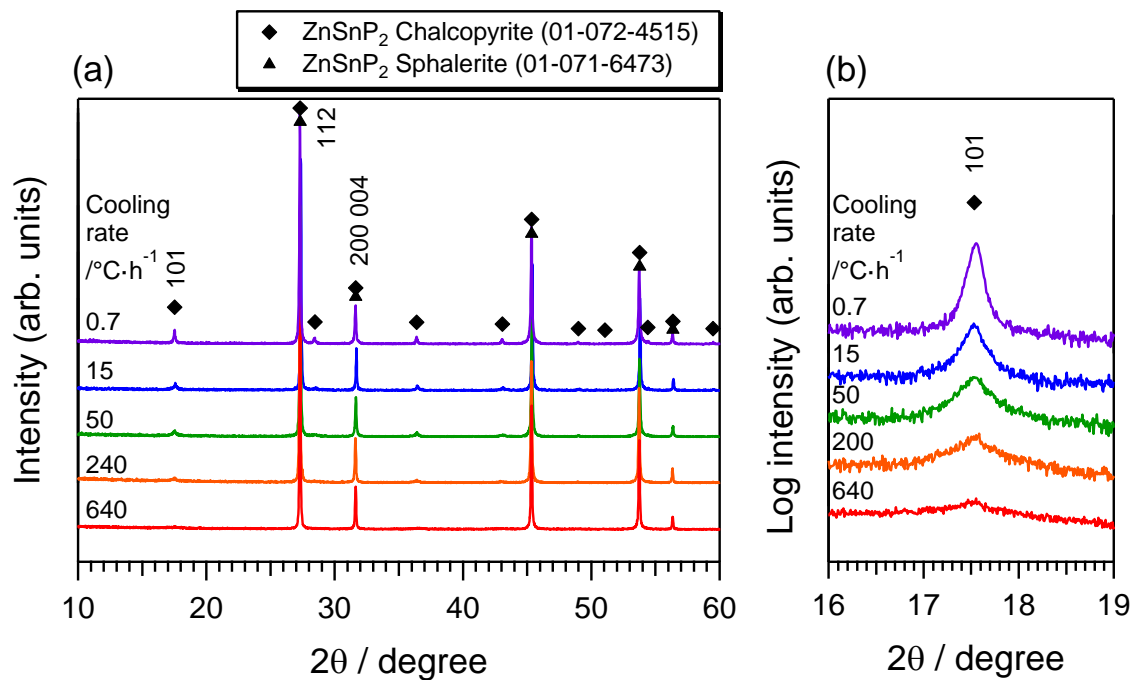 ◆ ZnSnP₂ Chalcopyrite (01-072-4515)
▲ ZnSnP₂ Sphalerite (01-071-6473)
(a)
Intensity (arb. units)
Cooling
rate
/°C·h⁻¹
0.7
15
50
240
640
101
112
200 004
10 20 30 40 50 60
2θ / degree
(b)
Log intensity (arb. units)
Cooling
rate
/°C·h⁻¹
0.7
15
50
200
640
101
16 17 18 19
2θ / degree